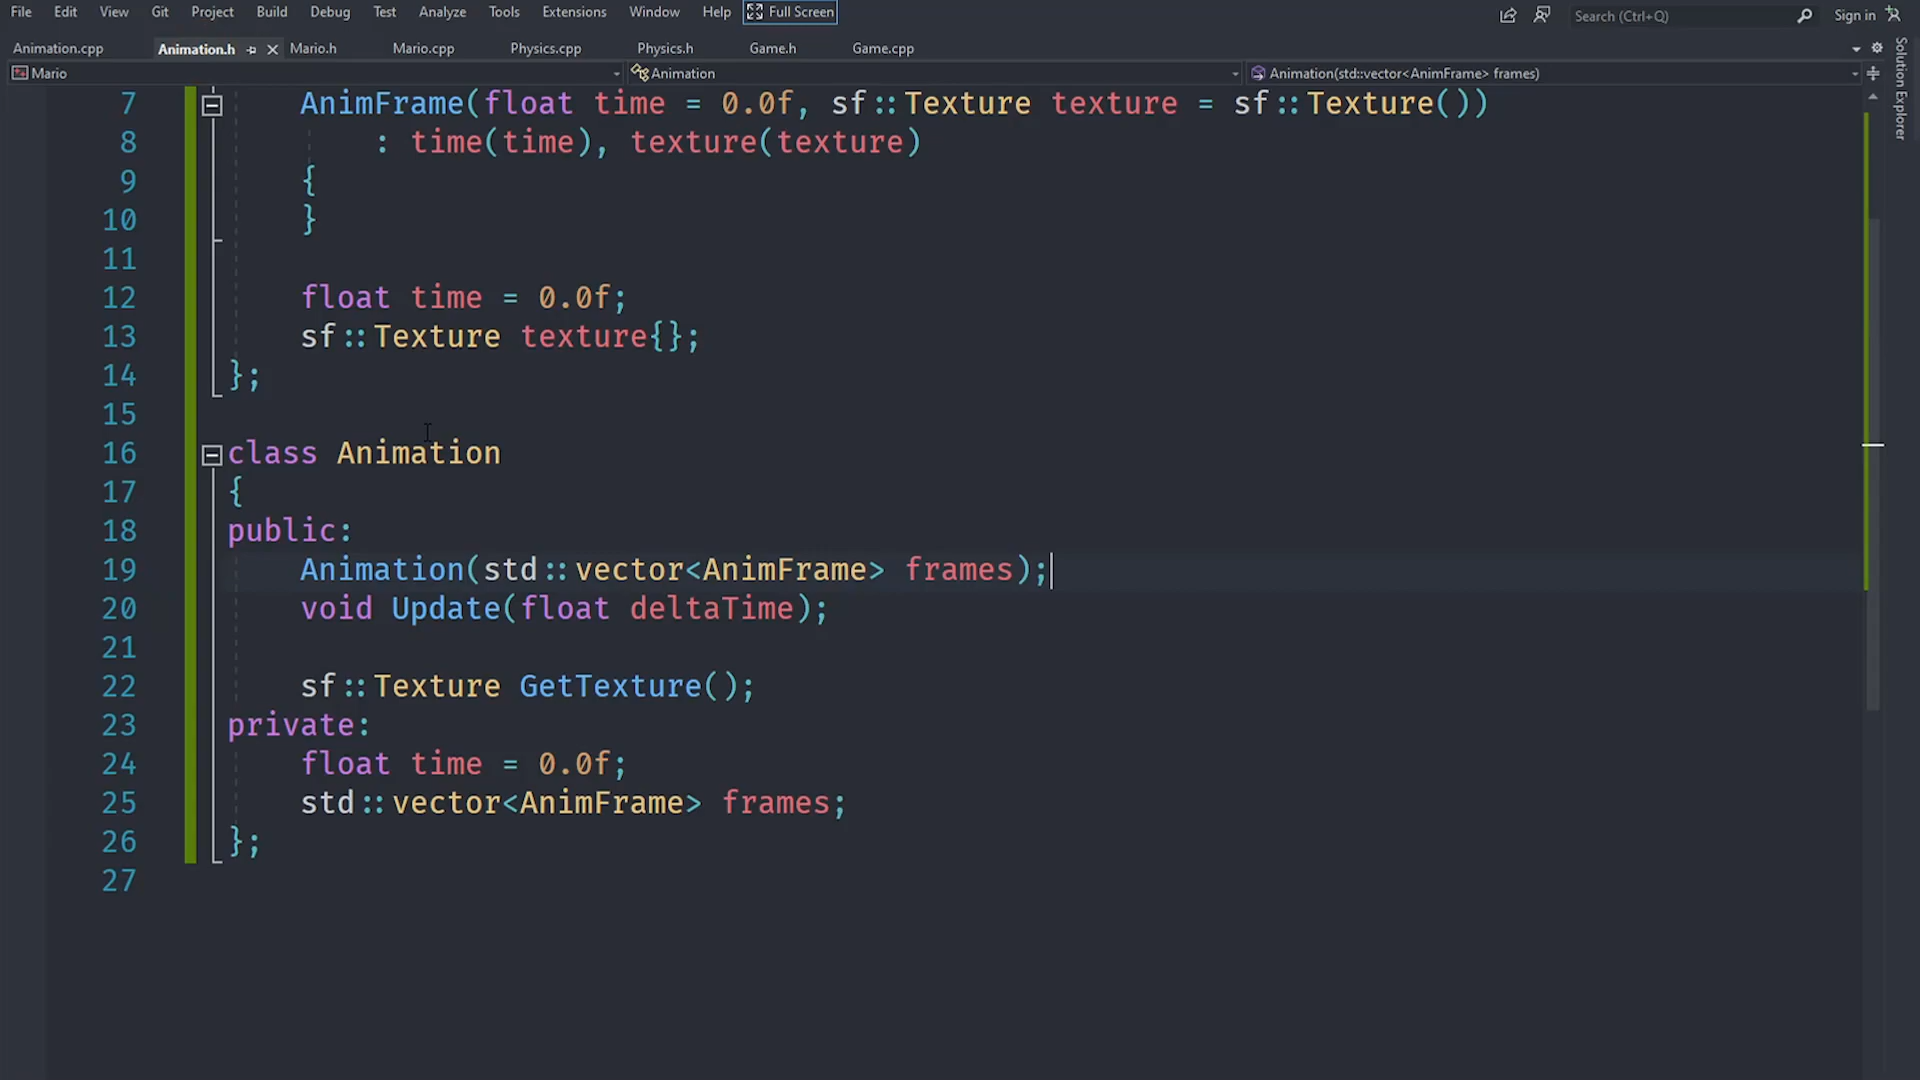 File Edit View Git Project Build Debug Test Analyze Tools Extensions Window Help Full Screen Search (Ctrl+Q) Sign in
Animation.cpp Animation.h Mario.h Mario.cpp Physics.cpp Physics.h Game.h Game.cpp
Mario Animation Animation(std::vector<AnimFrame> frames)
Solution Explorer
7 AnimFrame(float time = 0.0f, sf::Texture texture = sf::Texture())
8 : time(time), texture(texture)
9 {
10 }
11
12 float time = 0.0f;
13 sf::Texture texture{};
14 };
15
16 class Animation
17 {
18 public:
19 Animation(std::vector<AnimFrame> frames);
20 void Update(float deltaTime);
21
22 sf::Texture GetTexture();
23 private:
24 float time = 0.0f;
25 std::vector<AnimFrame> frames;
26 };
27